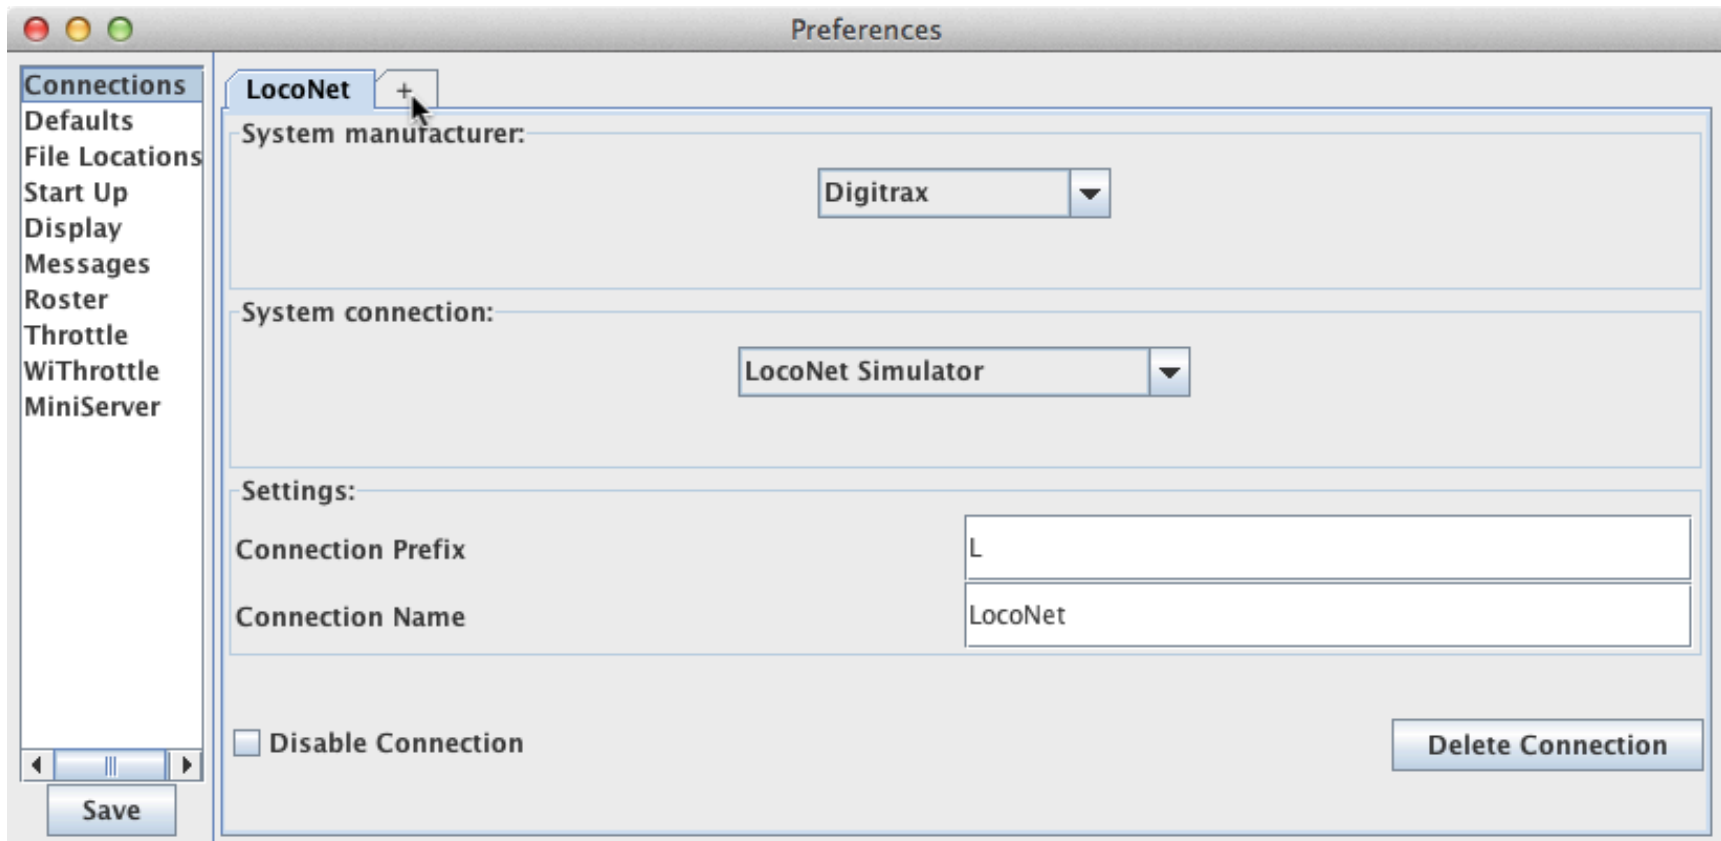 Preferences
Connections
Defaults
File Locations
Start Up
Display
Messages
Roster
Throttle
WiThrottle
MiniServer
Save
LocoNet +
System manufacturer:
Digitrax
System connection:
LocoNet Simulator
Settings:
Connection Prefix L
Connection Name LocoNet
Disable Connection Delete Connection